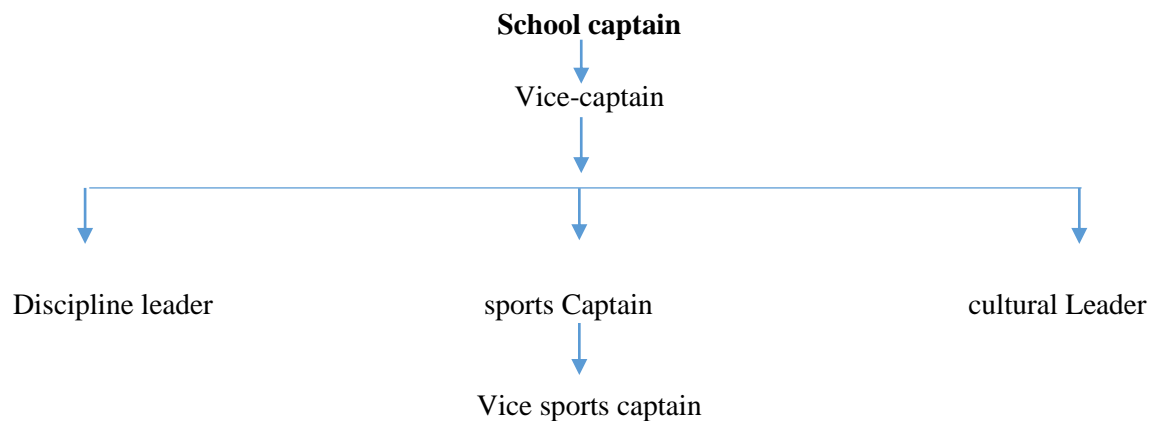 School captain
Vice-captain
Discipline leader sports Captain cultural Leader
Vice sports captain